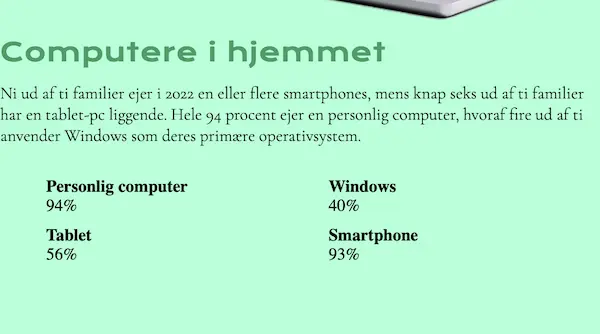 Computere i hjemmet
Ni ud af ti familier ejer i 2022 en eller flere smartphones, mens knap seks ud af ti familier
har en tablet-pc liggende. Hele 94 procent ejer en personlig computer, hvoraf fire ud af ti
anvender Windows som deres primære operativsystem.
Personlig computer
94%
Windows
40%
Tablet
56%
Smartphone
93%